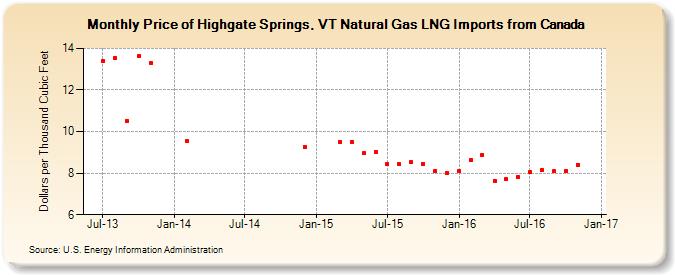 Monthly Price of Highgate Springs, VT Natural Gas LNG Imports from Canada
Dollars per Thousand Cubic Feet
14
12
10
8
6
Jul-13 Jan-14 Jul-14 Jan-15 Jul-15 Jan-16 Jul-16 Jan-17
Source: U.S. Energy Information Administration